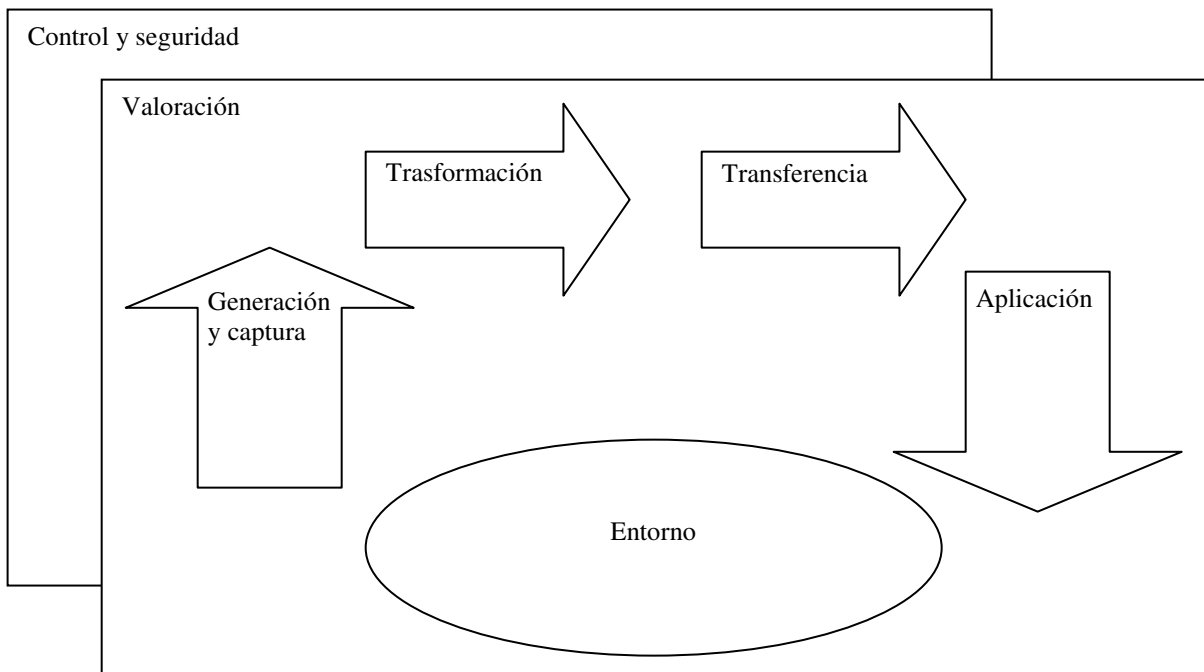 Control y seguridad
Valoración
Trasformación
Transferencia
Generación
y captura
Aplicación
Entorno